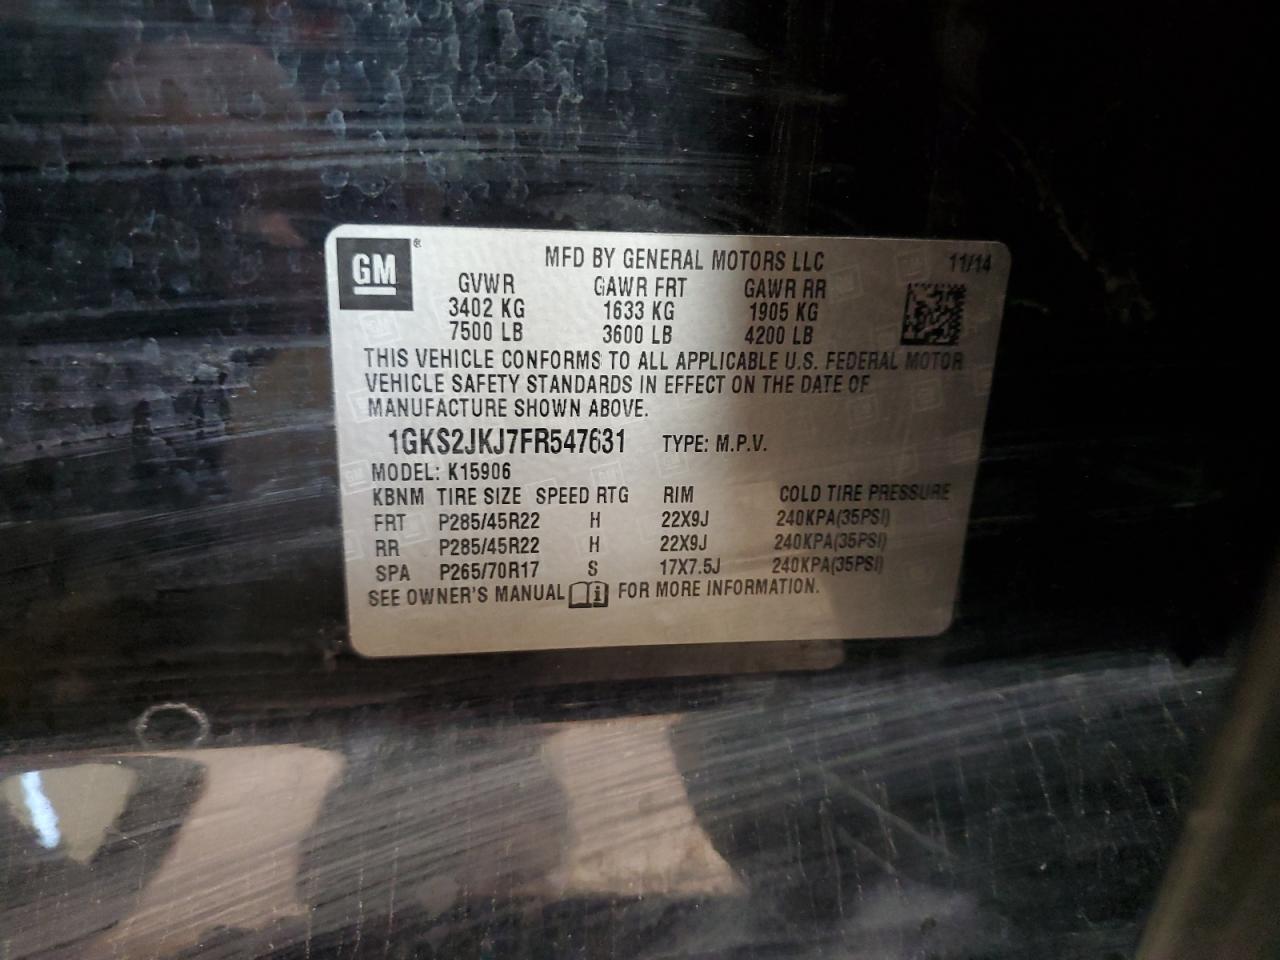 GM ®
MFD BY GENERAL MOTORS LLC 11/14
GVWR GAWR FRT GAWR RR
3402 KG 1633 KG 1905 KG
7500 LB 3600 LB 4200 LB
THIS VEHICLE CONFORMS TO ALL APPLICABLE U.S. FEDERAL MOTOR
VEHICLE SAFETY STANDARDS IN EFFECT ON THE DATE OF
MANUFACTURE SHOWN ABOVE.
1GKS2JKJ7FR547631 TYPE: M.P.V.
MODEL: K15906
KBNM TIRE SIZE SPEED RTG RIM COLD TIRE PRESSURE
FRT P285/45R22 H 22X9J 240KPA(35PSI)
RR P285/45R22 H 22X9J 240KPA(35PSI)
SPA P265/70R17 S 17X7.5J 240KPA(35PSI)
SEE OWNER'S MANUAL i FOR MORE INFORMATION.